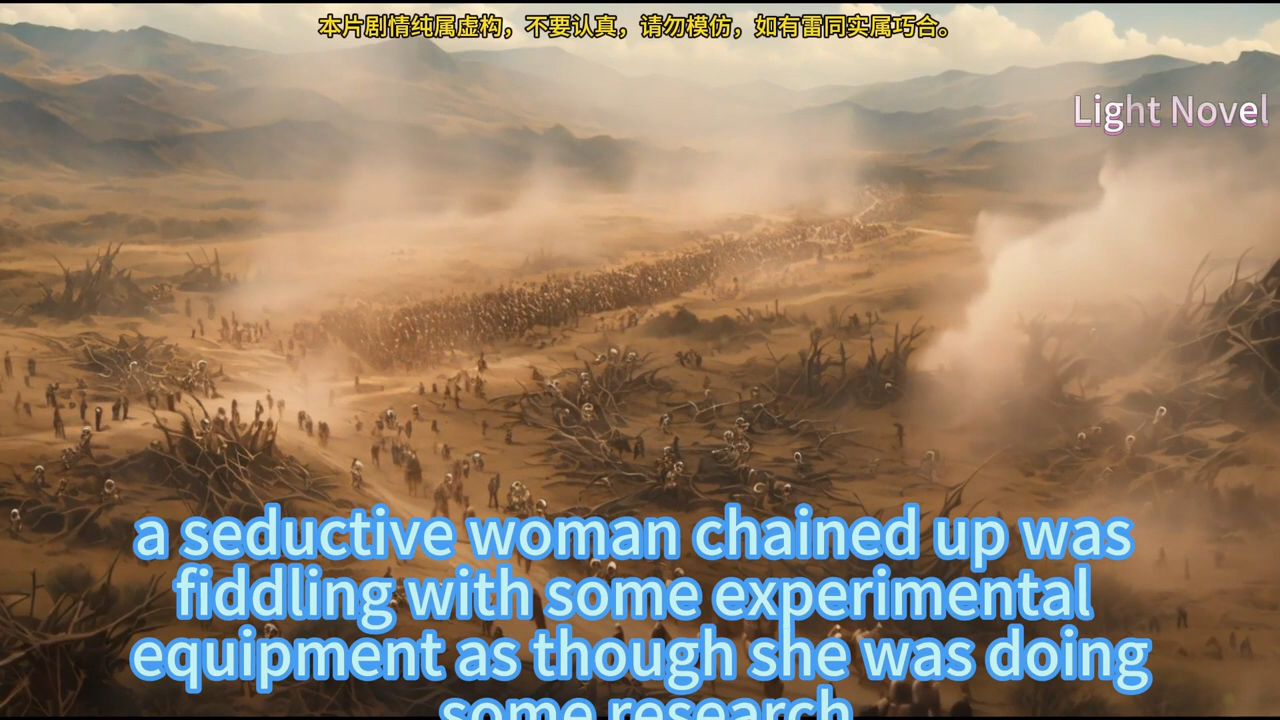 本片剧情纯属虚构，不要认真，请勿模仿，如有雷同实属巧合。
Light Novel
a seductive woman chained up was
fiddling with some experimental
equipment as though she was doing
some research